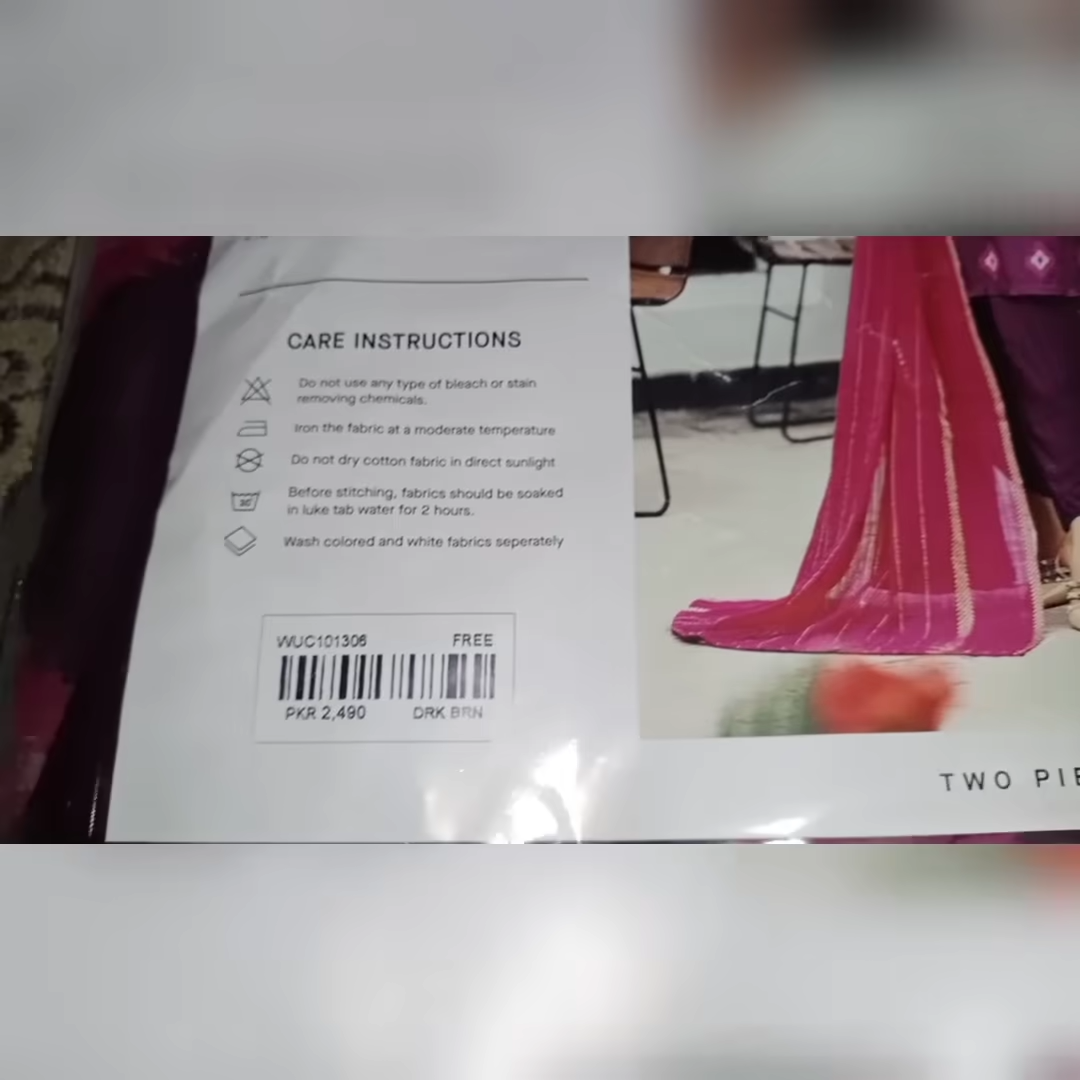 CARE INSTRUCTIONS
Do not use any type of bleach or stain
removing chemicals.
Iron the fabric at a moderate temperature
Do not dry cotton fabric in direct sunlight
30°
Before stitching, fabrics should be soaked
in luke tab water for 2 hours.
Wash colored and white fabrics seperately
WUC101306 FREE
PKR 2,490 DRK BRN
TWO PIE